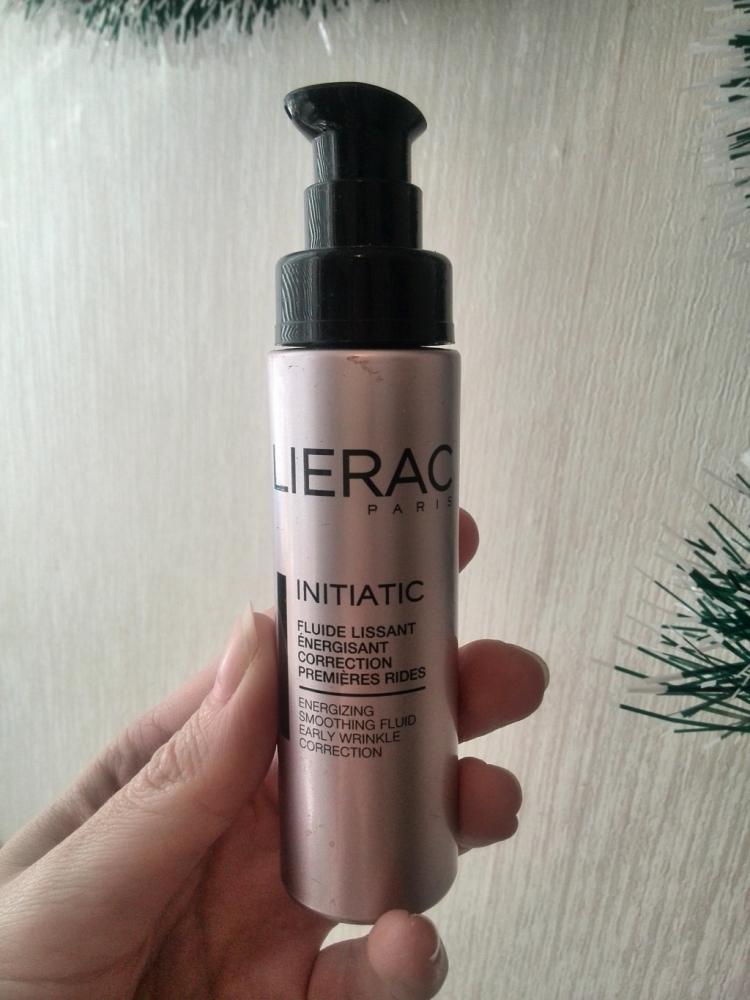 LIERAC
PARIS
INITIATIC
FLUIDE LISSANT
ÉNERGISANT
CORRECTION
PREMIÈRES RIDES
ENERGIZING
SMOOTHING FLUID
EARLY WRINKLE
CORRECTION